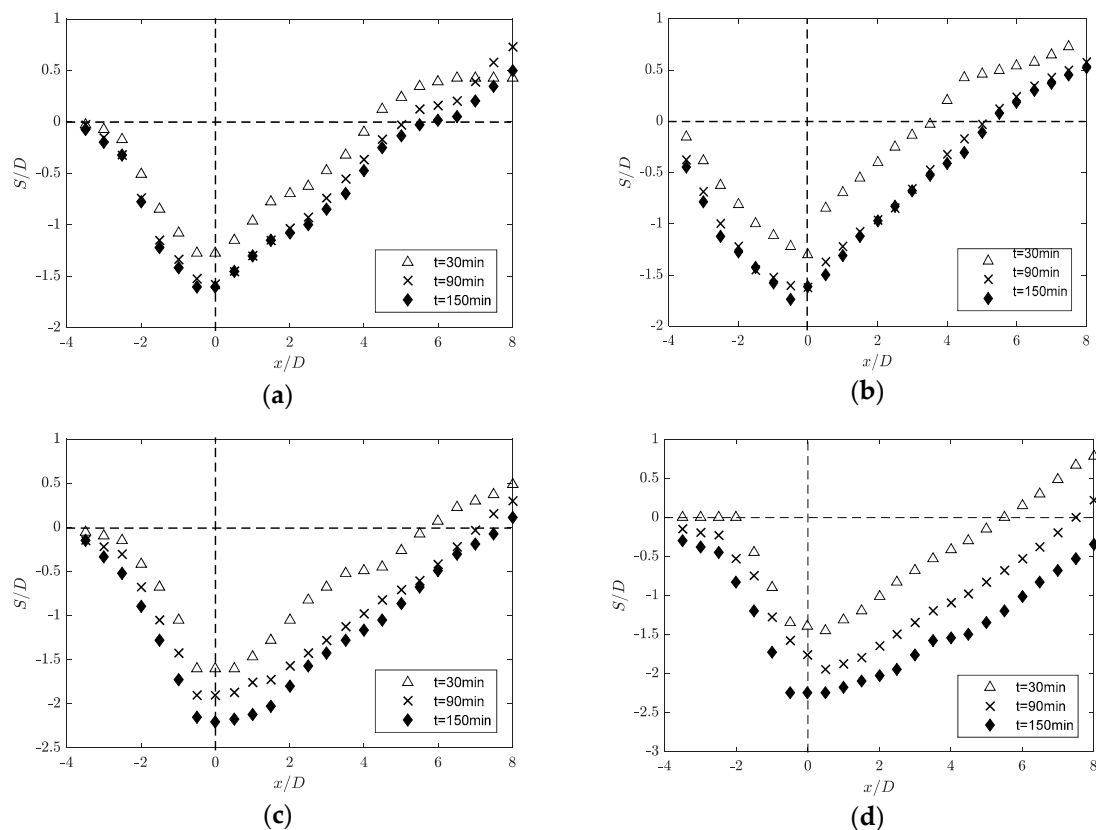 1
0.5
0
-0.5
-1
-1.5
-2
S/D
t=30min
t=90min
t=150min
-4 -2 0 2 4 6 8
x/D
(a)
1
0.5
0
-0.5
-1
-1.5
-2
S/D
t=30min
t=90min
t=150min
-4 -2 0 2 4 6 8
x/D
(b)
1
0.5
0
-0.5
-1
-1.5
-2
-2.5
S/D
t=30min
t=90min
t=150min
-4 -2 0 2 4 6 8
x/D
(c)
1
0.5
0
-0.5
-1
-1.5
-2
-2.5
-3
S/D
t=30min
t=90min
t=150min
-4 -2 0 2 4 6 8
x/D
(d)